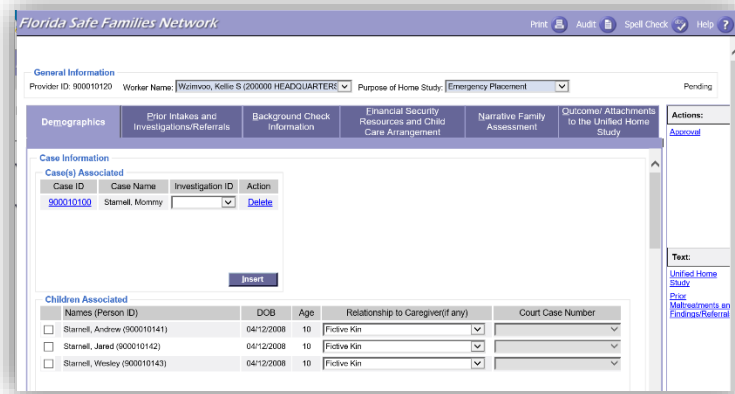 Florida Safe Families Network
Print Audit Spell Check Help
General Information
Provider ID: 900010120 Worker Name: Wzimvoo, Kellie S (200000 HEADQUARTERS Purpose of Home Study: Emergency Placement Pending
Demographics
Prior Intakes and Investigations/Referrals
Background Check Information
Financial Security Resources and Child Care Arrangement
Narrative Family Assessment
Outcome/ Attachments to the Unified Home Study
Actions:
Approval
Case Information
Case(s) Associated
Case ID Case Name Investigation ID Action
900010100 Starnell, Mommy Delete
Insert
Text:
Unified Home Study
Prior Maltreatments an Findings/Referral
Children Associated
Names (Person ID) DOB Age Relationship to Caregiver(if any) Court Case Number
Starnell, Andrew (900010141) 04/12/2008 10 Fictive Kin
Starnell, Jared (900010142) 04/12/2008 10 Fictive Kin
Starnell, Wesley (900010143) 04/12/2008 10 Fictive Kin